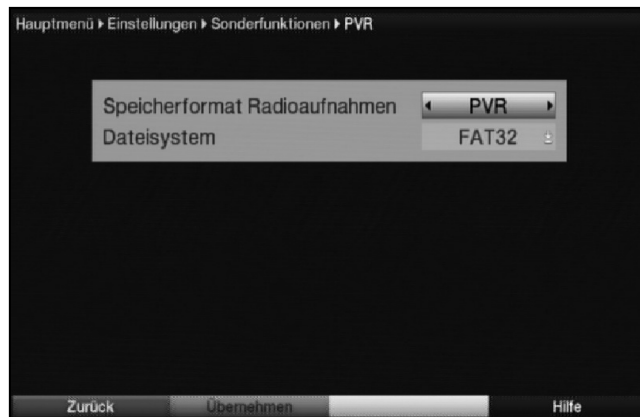 Hauptmenü ▸ Einstellungen ▸ Sonderfunktionen ▸ PVR
Speicherformat Radioaufnahmen PVR
Dateisystem FAT32
Zurück Übernehmen Hilfe